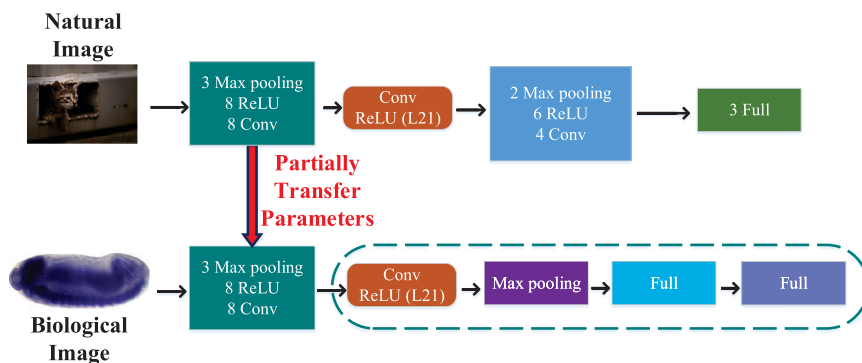 Natural
Image
3 Max pooling
8 ReLU
8 Conv
Conv
ReLU (L21)
2 Max pooling
6 ReLU
4 Conv
3 Full
Partially
Transfer
Parameters
3 Max pooling
8 ReLU
8 Conv
Conv
ReLU (L21)
Max pooling
Full
Full
Biological
Image